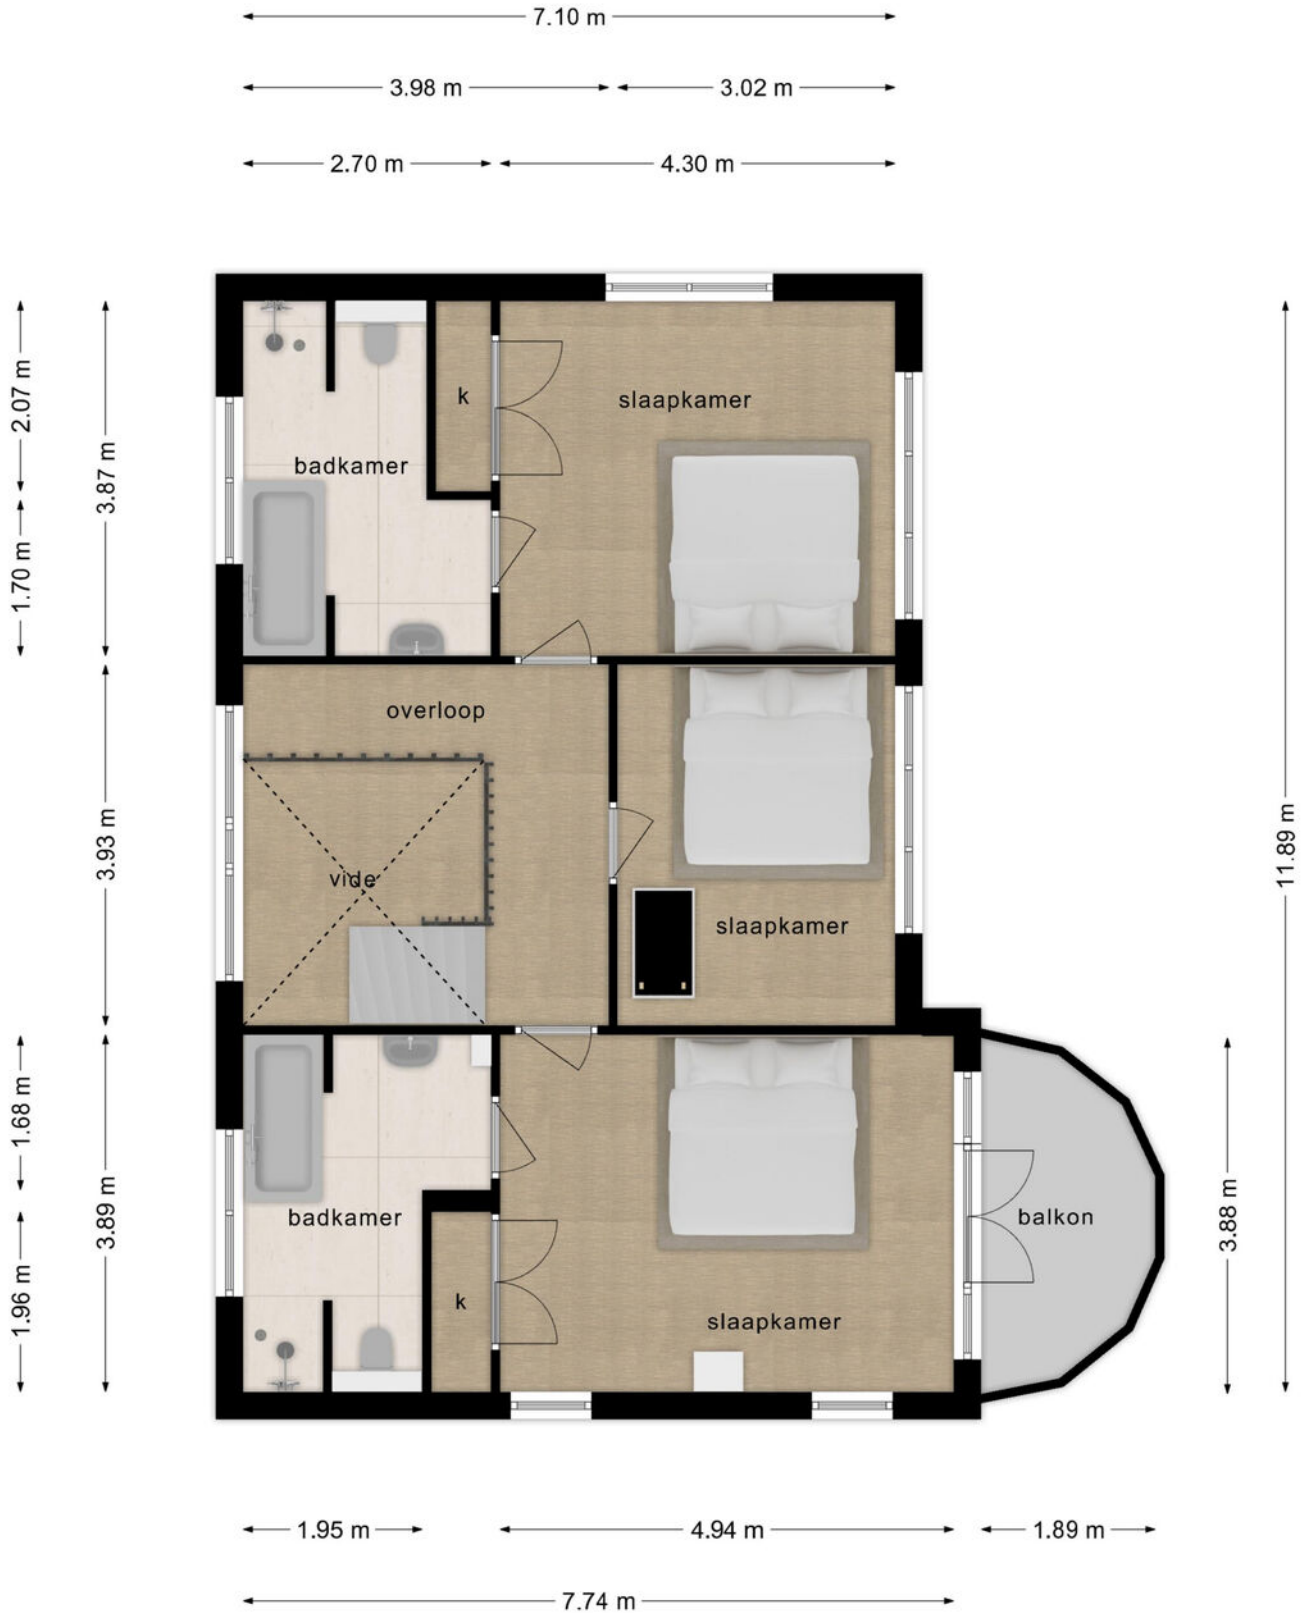 7.10 m
3.98 m
3.02 m
2.70 m
4.30 m
2.07 m
3.87 m
1.70 m
k
slaapkamer
badkamer
overloop
3.93 m
vide
slaapkamer
11.89 m
1.68 m
3.89 m
1.96 m
badkamer
k
slaapkamer
balkon
3.88 m
1.95 m
4.94 m
1.89 m
7.74 m